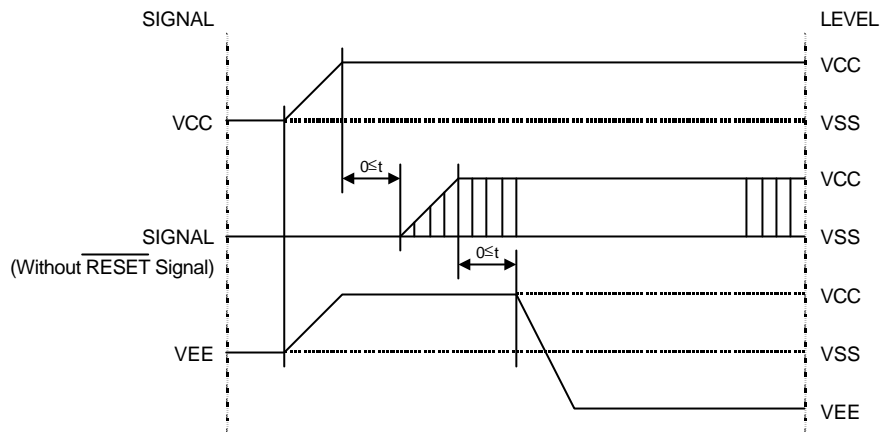 SIGNAL LEVEL
VCC
VCC VSS
0≤t VCC
SIGNAL VSS
(Without RESET Signal) 0≤t
VCC
VEE VSS
VEE